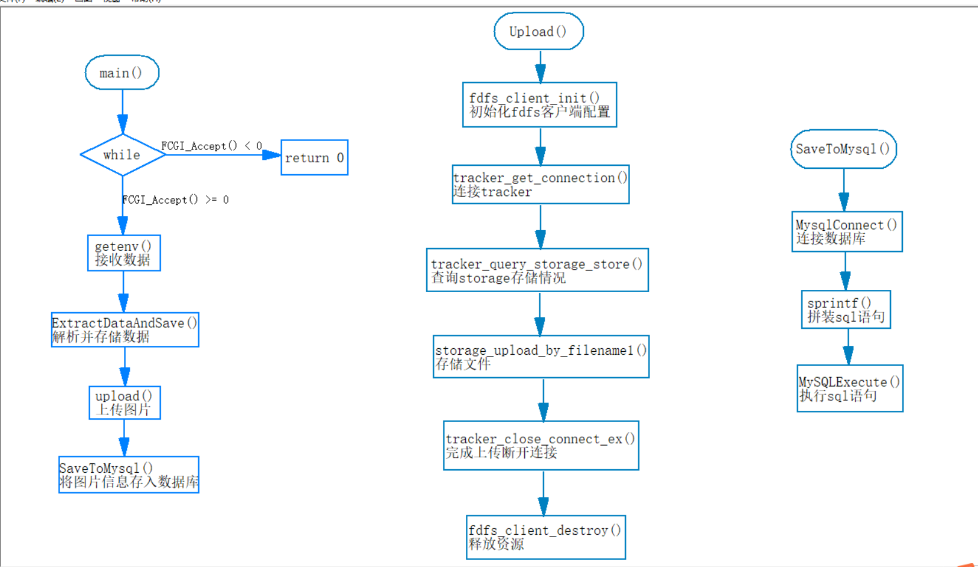 main()
while
FCGI_Accept() < 0
return 0
FCGI_Accept() >= 0
getenv()
接收数据
ExtractDataAndSave()
解析并存储数据
upload()
上传图片
SaveToMysql()
将图片信息存入数据库
Upload()
fdfs_client_init()
初始化fdfs客户端配置
tracker_get_connection()
连接tracker
tracker_query_storage_store()
查询storage存储情况
storage_upload_by_filename1()
存储文件
tracker_close_connect_ex()
完成上传断开连接
fdfs_client_destroy()
释放资源
SaveToMysql()
MysqlConnect()
连接数据库
sprintf()
拼装sql语句
MySQLExecute()
执行sql语句